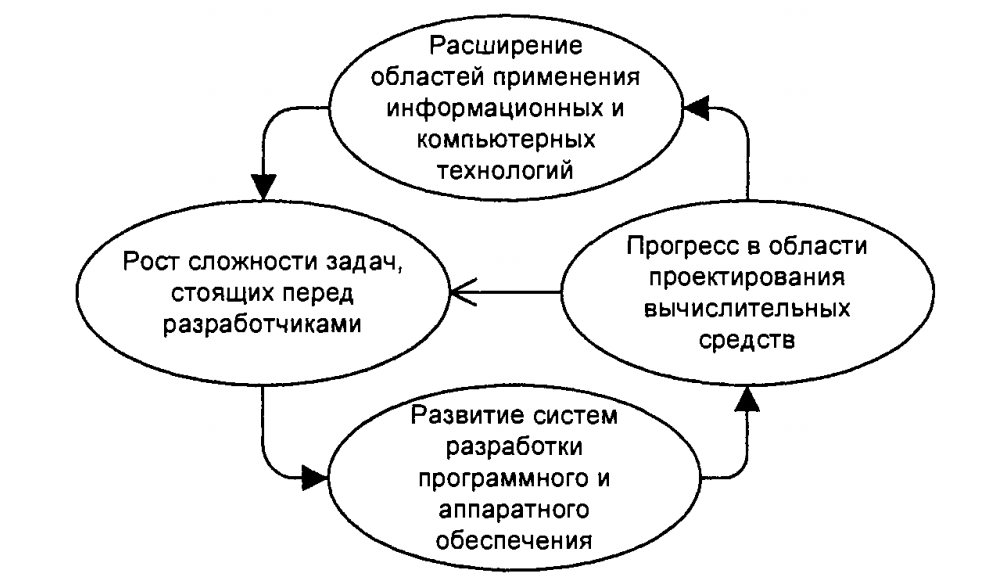 Расширение
областей применения
информационных и
компьютерных
технологий
Рост сложности задач,
стоящих перед
разработчиками
Прогресс в области
проектирования
вычислительных
средств
Развитие систем
разработки
программного и
аппаратного
обеспечения